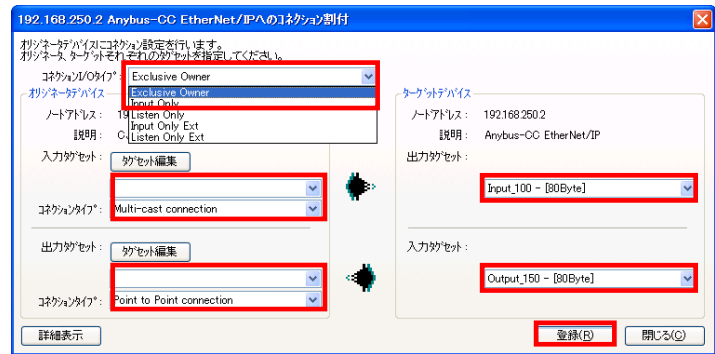 192.168.250.2 Anybus-CC EtherNet/IPへのコネクション割付
オリジネータデバイスにコネクション設定を行います。
オリジネータ、ターゲットそれぞれのタグセットを指定してください。
コネクションI/Oタイプ: Exclusive Owner
Exclusive Owner
Input Only
Listen Only
Input Only Ext
Listen Only Ext
オリジネータデバイス
ノードアドレス: 19
説明: C
入力タグセット: タグセット編集
コネクションタイプ: Multi-cast connection
出力タグセット: タグセット編集
コネクションタイプ: Point to Point connection
ターゲットデバイス
ノードアドレス: 192.168.250.2
説明: Anybus-CC EtherNet/IP
出力タグセット:
Input_100 - [80Byte]
入力タグセット:
Output_150 - [80Byte]
詳細表示
登録(R)
閉じる(C)